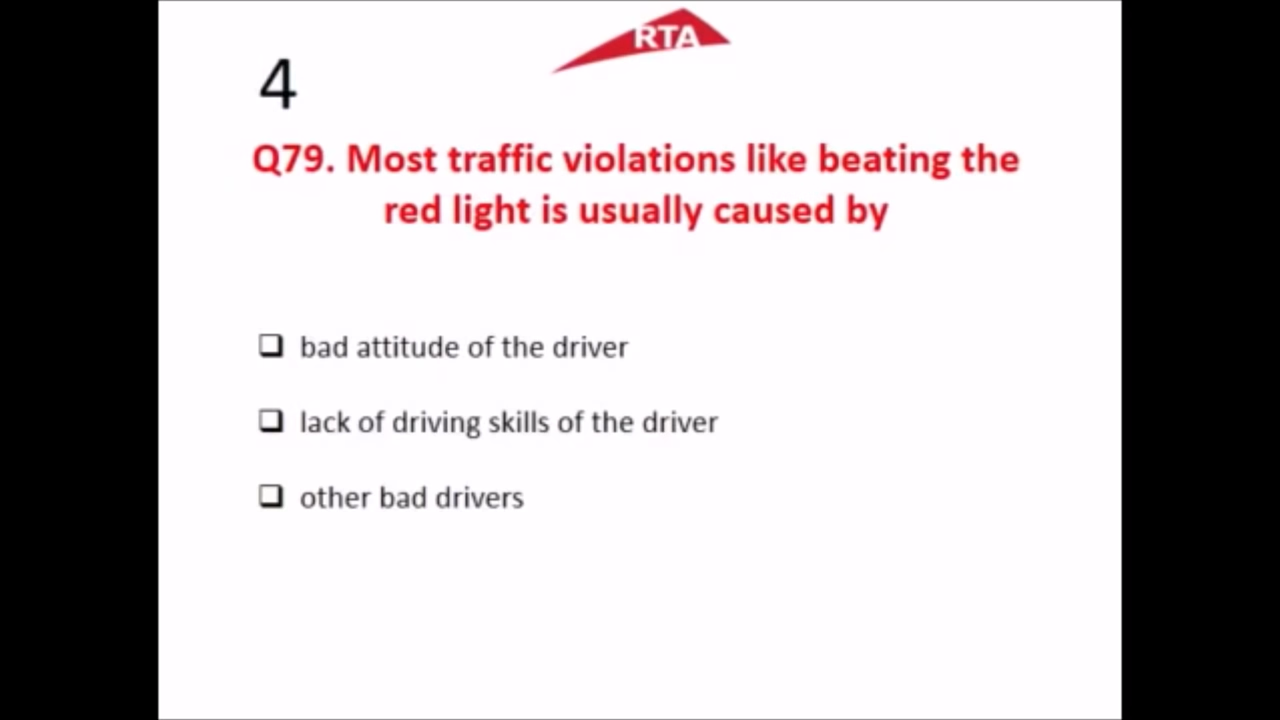 RTA
4
Q79. Most traffic violations like beating the
red light is usually caused by
bad attitude of the driver
lack of driving skills of the driver
other bad drivers